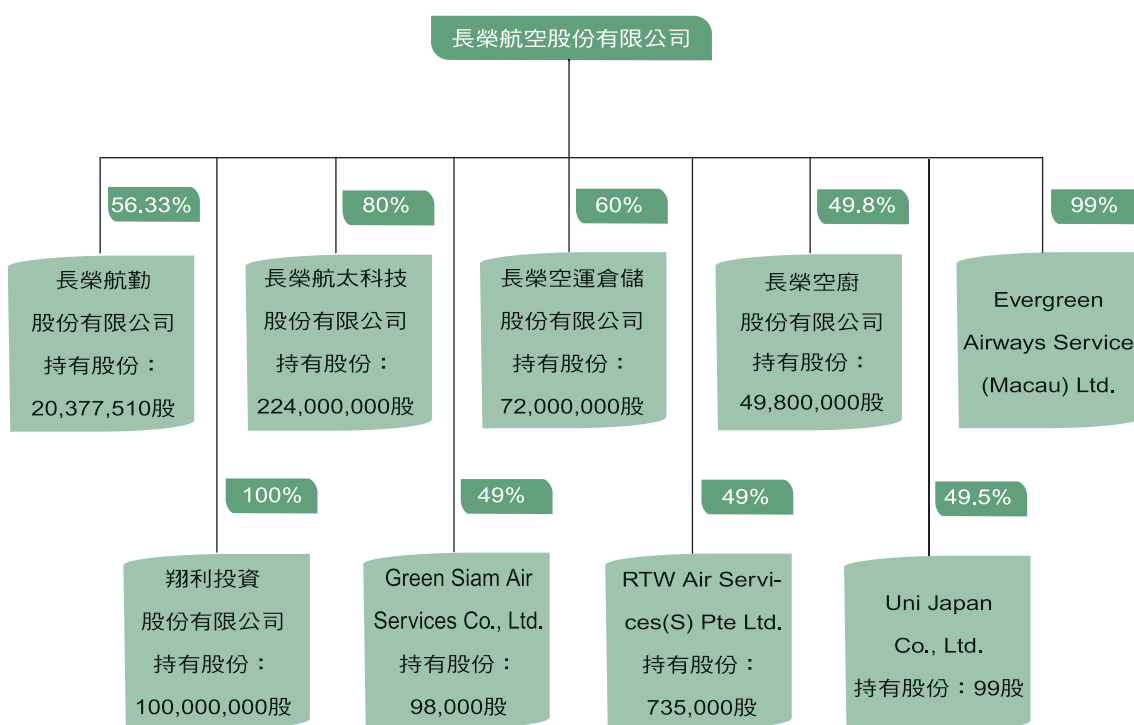 長榮航空股份有限公司
56.33%
長榮航勤
股份有限公司
持有股份：
20,377,510股
80%
長榮航太科技
股份有限公司
持有股份：
224,000,000股
60%
長榮空運倉儲
股份有限公司
持有股份：
72,000,000股
49.8%
長榮空廚
股份有限公司
持有股份：
49,800,000股
99%
Evergreen
Airways Service
(Macau) Ltd.
100%
翔利投資
股份有限公司
持有股份：
100,000,000股
49%
Green Siam Air
Services Co., Ltd.
持有股份：
98,000股
49%
RTW Air Servi-
ces(S) Pte Ltd.
持有股份：
735,000股
49.5%
Uni Japan
Co., Ltd.
持有股份：99股